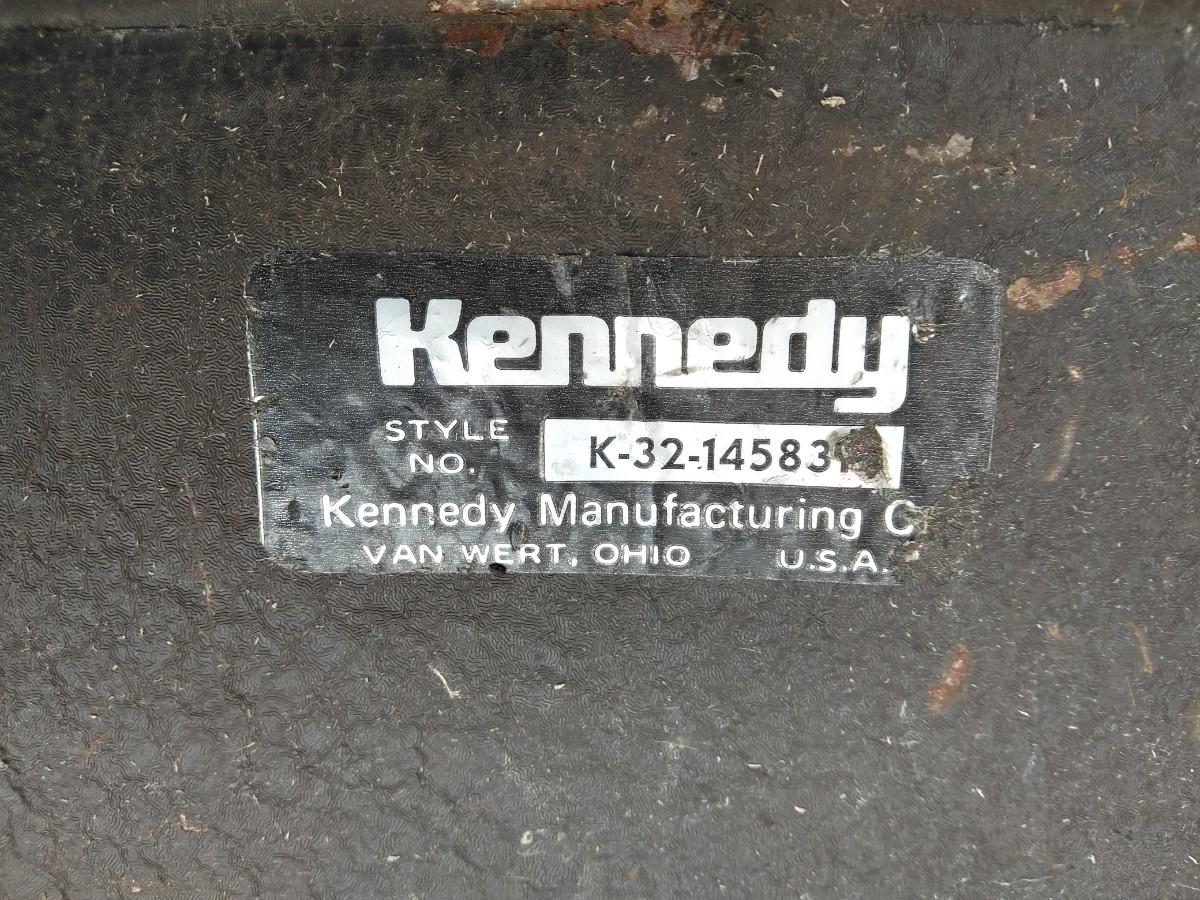 Kennedy
STYLE NO. K-32-14583
Kennedy Manufacturing C
VAN WERT, OHIO U.S.A.